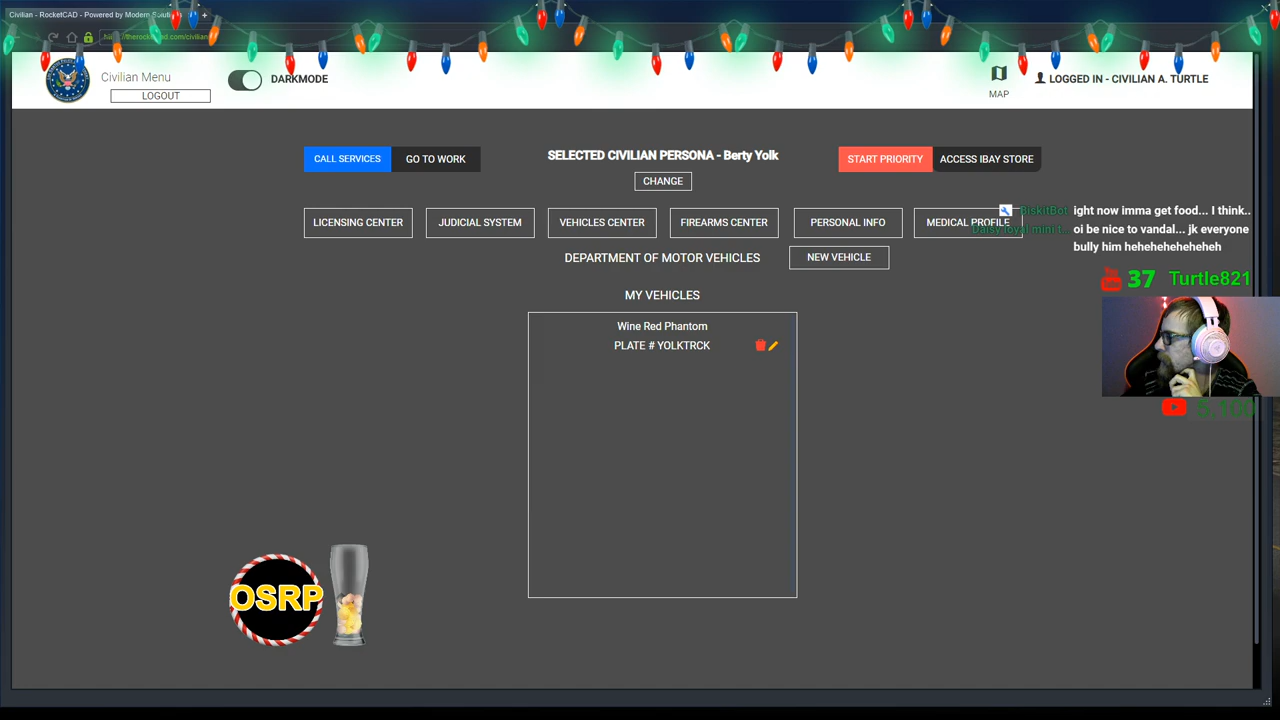 Civilian - RocketCAD - Powered by Modern
Civilian Menu
LOGOUT
DARKMODE
MAP
LOGGED IN - CIVILIAN A. TURTLE
CALL SERVICES
GO TO WORK
SELECTED CIVILIAN PERSONA - Berty Yolk
CHANGE
START PRIORITY
ACCESS IBAY STORE
LICENSING CENTER
JUDICIAL SYSTEM
VEHICLES CENTER
FIREARMS CENTER
PERSONAL INFO
MEDICAL PROFILE
DEPARTMENT OF MOTOR VEHICLES
NEW VEHICLE
MY VEHICLES
Wine Red Phantom
PLATE # YOLKTRCK
ight now imma get food... I think..
oi be nice to vandal... jk everyone
bully him heheheheheheheh
37 Turtle821
5,100
OSRP